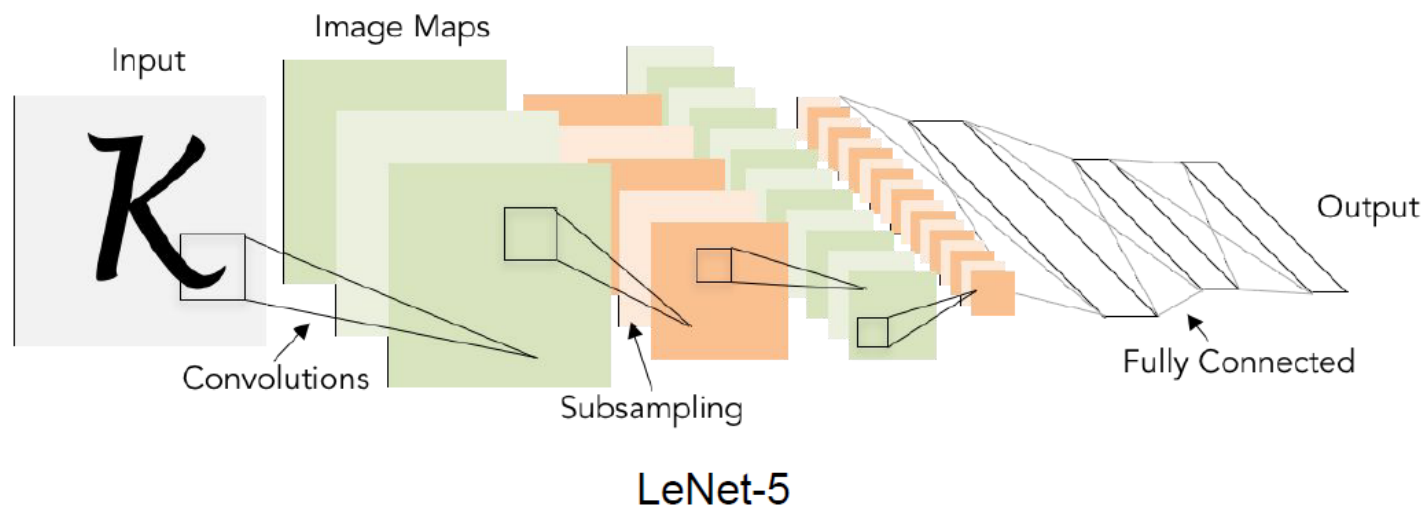 Image Maps
Input
K
Output
Convolutions
Subsampling
Fully Connected
LeNet-5